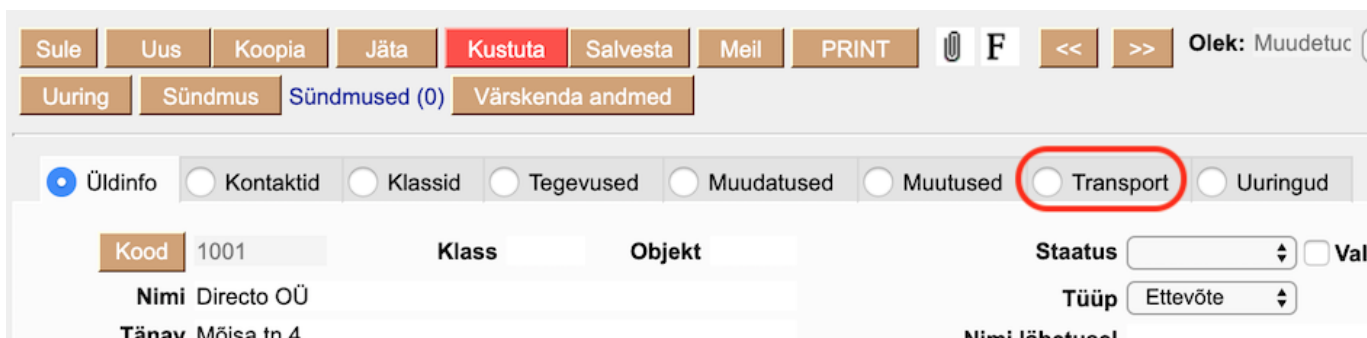 Sule Uus Koopia Jäta Kustuta Salvesta Meil PRINT F << >> Olek: Muudetud
Uuring Sündmus Sündmused (0) Värskenda andmed
Üldinfo Kontaktid Klassid Tegevused Muudatused Muutused Transport Uuringud
Kood 1001 Klass Objekt Staatus Val
Nimi Directo OÜ Tüüp Ettevõte
Tänav Mõisa tn 4 Nimi lähetusel